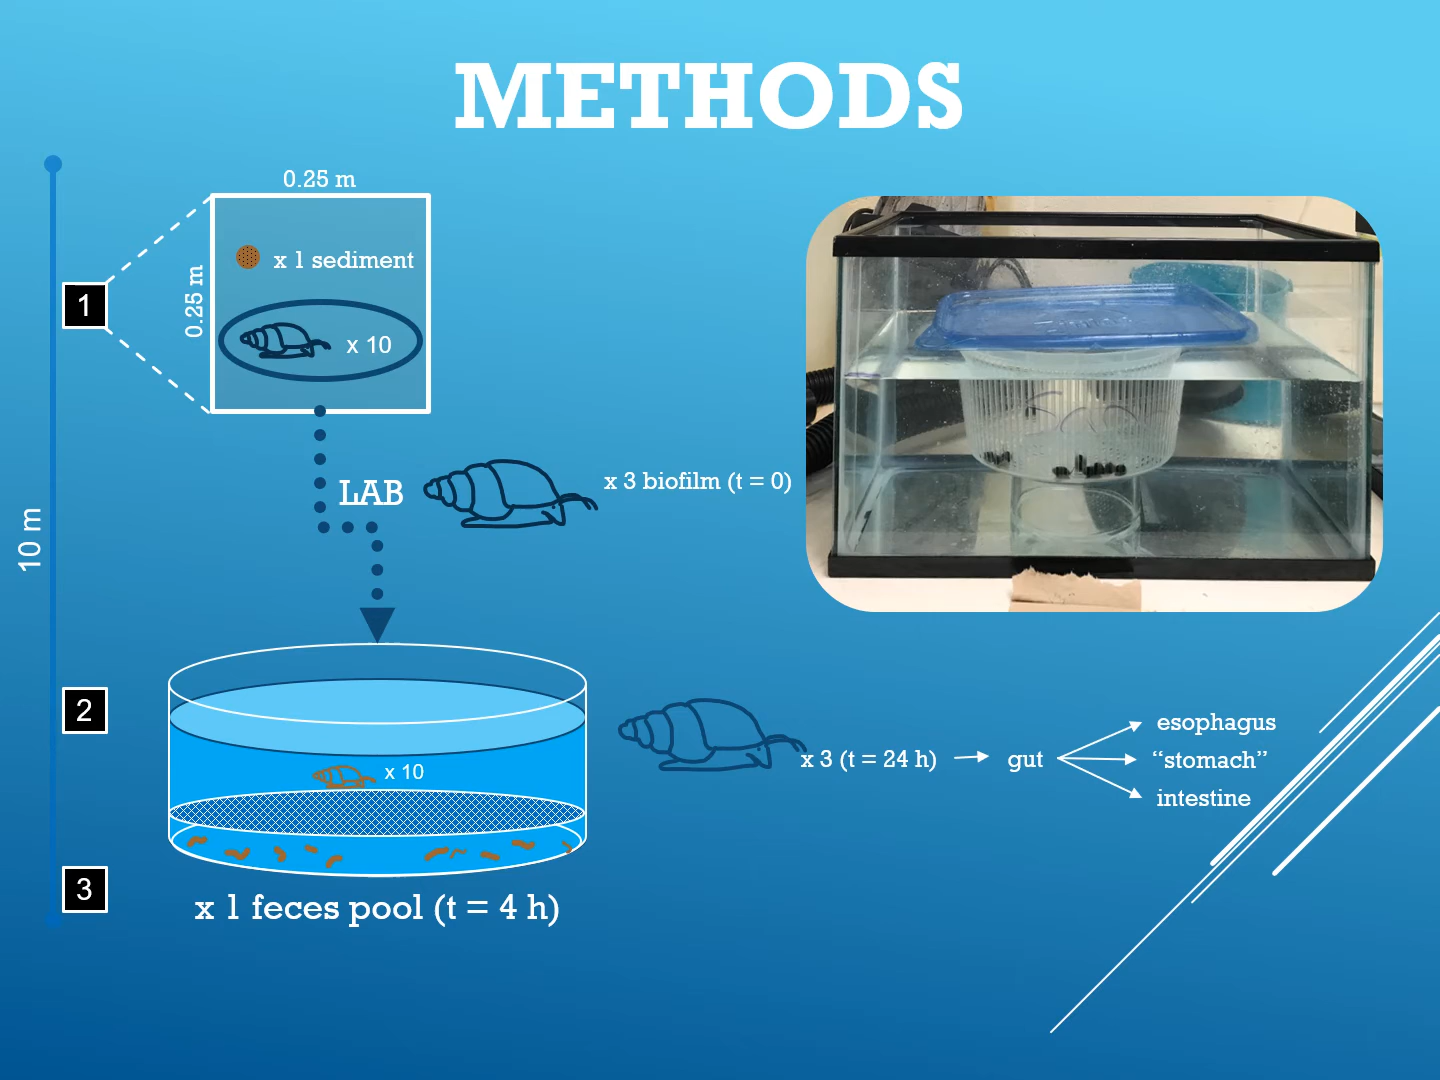 METHODS
0.25 m
0.25 m
x 1 sediment
x 10
1
LAB
x 3 biofilm (t = 0)
10 m
2
x 10
x 3 (t = 24 h)
gut
esophagus
“stomach”
intestine
3
x 1 feces pool (t = 4 h)